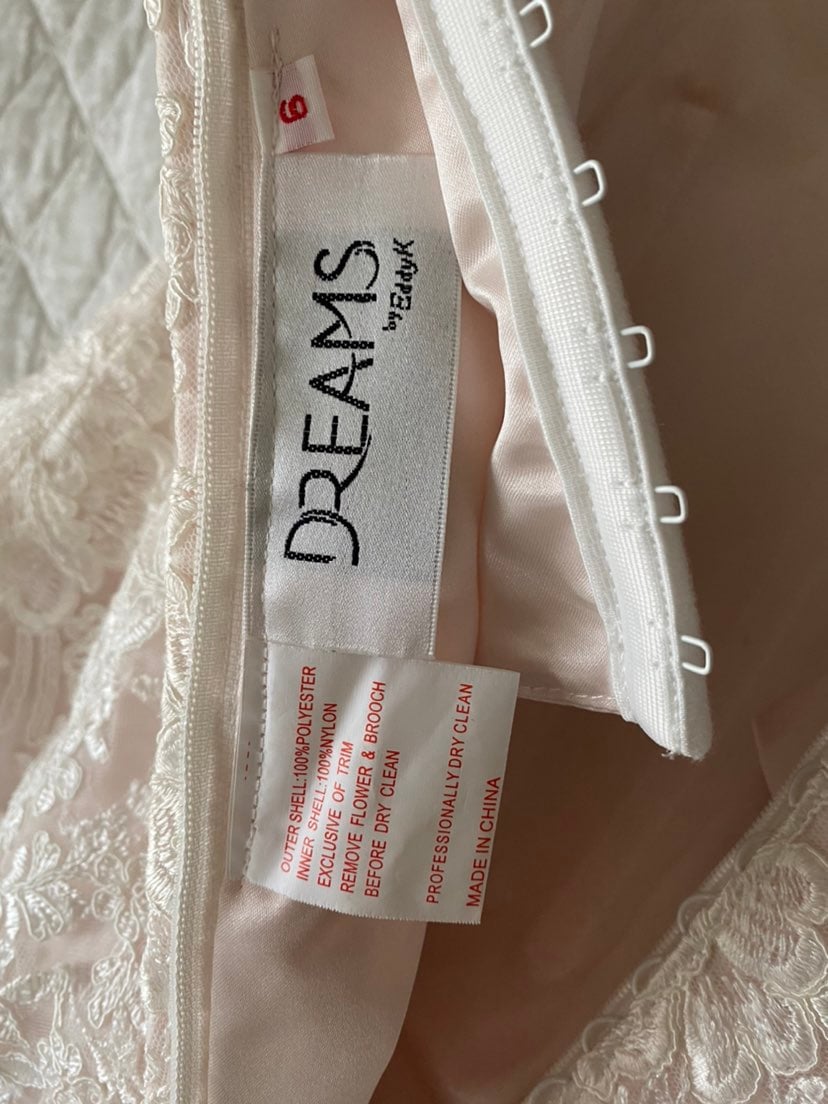 6
DREAMS
by EddyK
OUTER SHELL:100%POLYESTER
INNER SHELL:100%NYLON
EXCLUSIVE OF TRIM
REMOVE FLOWER & BROOCH
BEFORE DRY CLEAN
PROFESSIONALLY DRY CLEAN
MADE IN CHINA